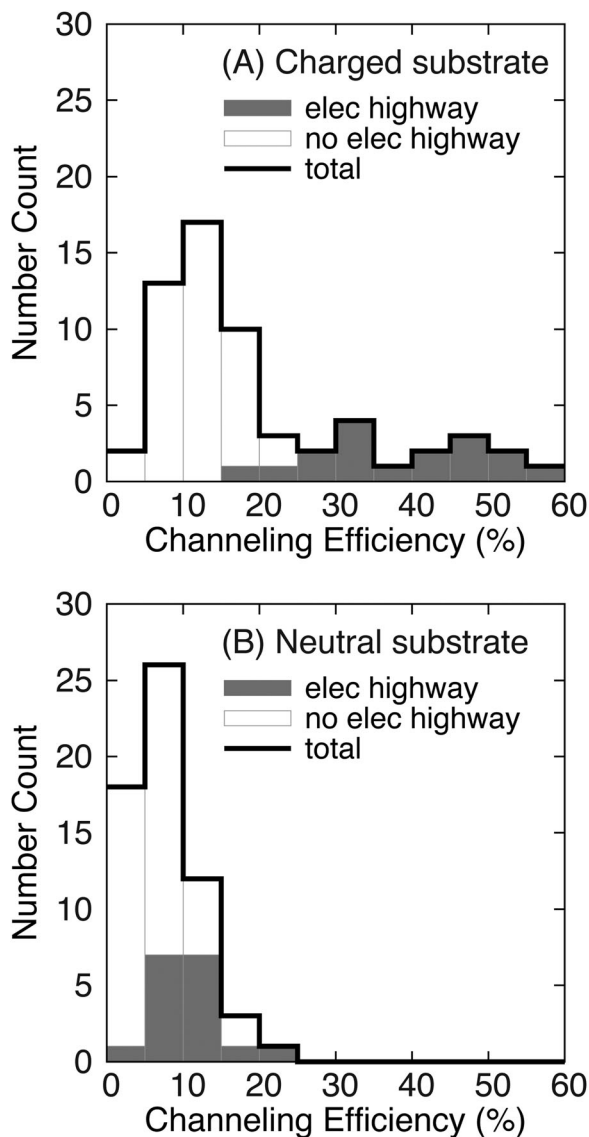 30
(A) Charged substrate
25
elec highway
no elec highway
20
total
Number Count
15
10
5
0
0 10 20 30 40 50 60
Channeling Efficiency (%)
30
(B) Neutral substrate
25
elec highway
no elec highway
20
total
Number Count
15
10
5
0
0 10 20 30 40 50 60
Channeling Efficiency (%)